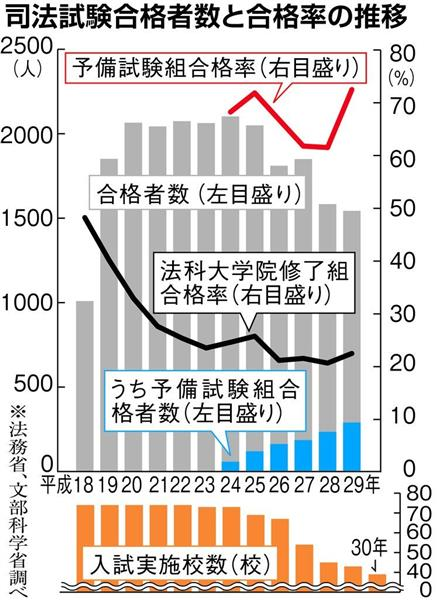 司法試験合格者数と合格率の推移
2500
(人)
2000
1500
1000
500
0
80
(%)
70
60
50
40
30
20
10
0
予備試験組合格率(右目盛り)
合格者数(左目盛り)
法科大学院修了組
合格率(右目盛り)
うち予備試験組合
格者数(左目盛り)
平成18 19 20 21 22 23 24 25 26 27 28 29年
80
70
60
50
40
0
入試実施校数(校)
30年
※法務省、文部科学省調べ